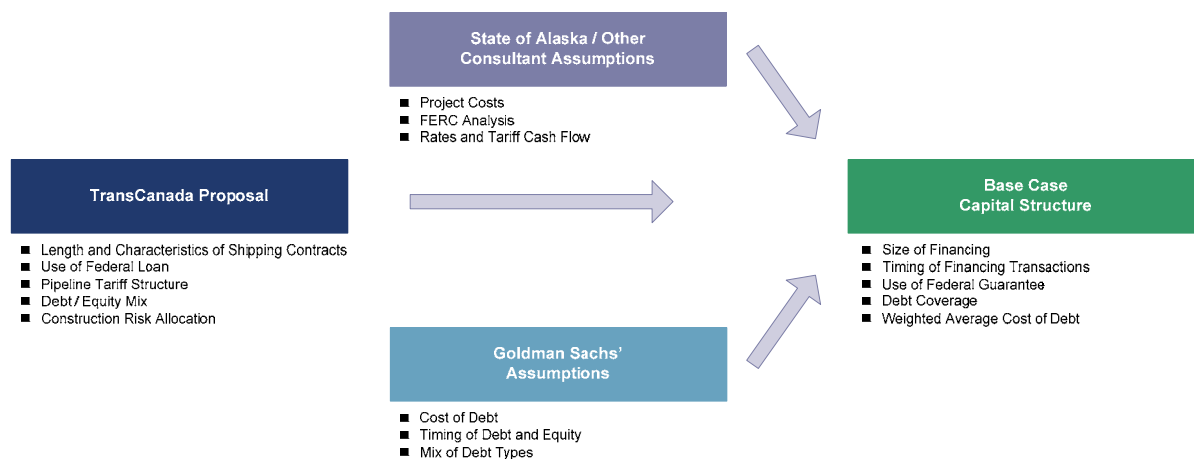 State of Alaska / Other
Consultant Assumptions
■ Project Costs
■ FERC Analysis
■ Rates and Tariff Cash Flow
TransCanada Proposal
■ Length and Characteristics of Shipping Contracts
■ Use of Federal Loan
■ Pipeline Tariff Structure
■ Debt / Equity Mix
■ Construction Risk Allocation
Goldman Sachs’
Assumptions
■ Cost of Debt
■ Timing of Debt and Equity
■ Mix of Debt Types
Base Case
Capital Structure
■ Size of Financing
■ Timing of Financing Transactions
■ Use of Federal Guarantee
■ Debt Coverage
■ Weighted Average Cost of Debt